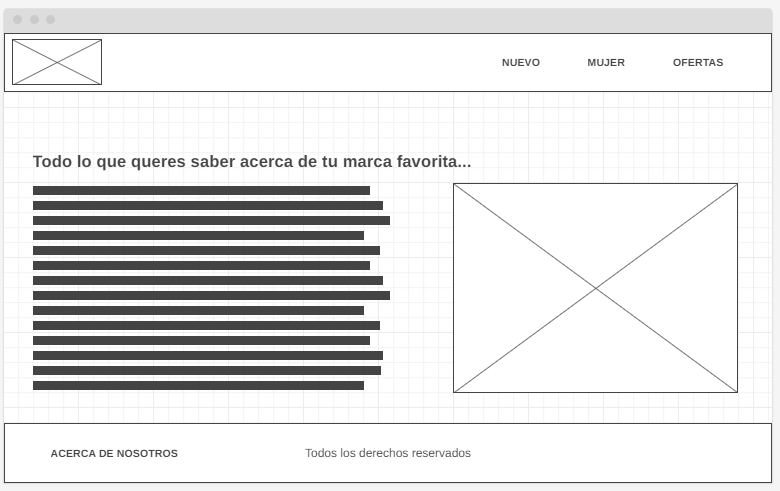 NUEVO MUJER OFERTAS
Todo lo que queres saber acerca de tu marca favorita...
ACERCA DE NOSOTROS Todos los derechos reservados